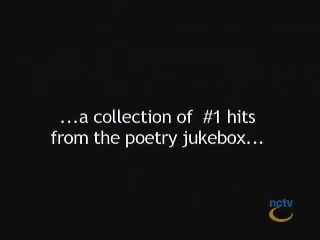 ...a collection of #1 hits
from the poetry jukebox...
nctv